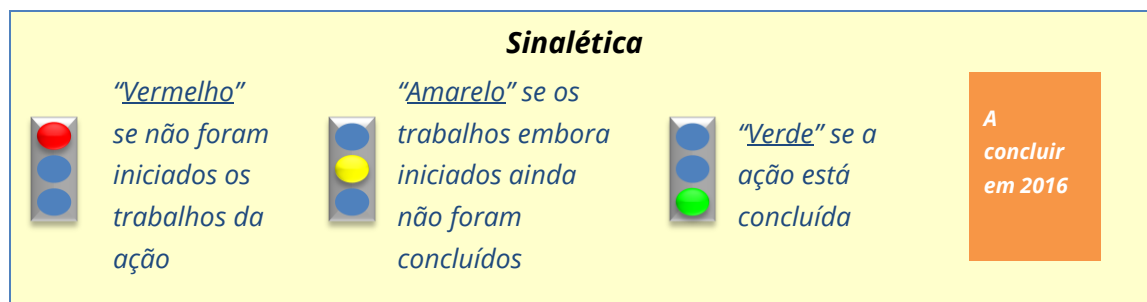 Sinalética
“Vermelho”
se não foram
iniciados os
trabalhos da
ação
“Amarelo” se os
trabalhos embora
iniciados ainda
não foram
concluídos
“Verde” se a
ação está
concluída
A
concluir
em 2016